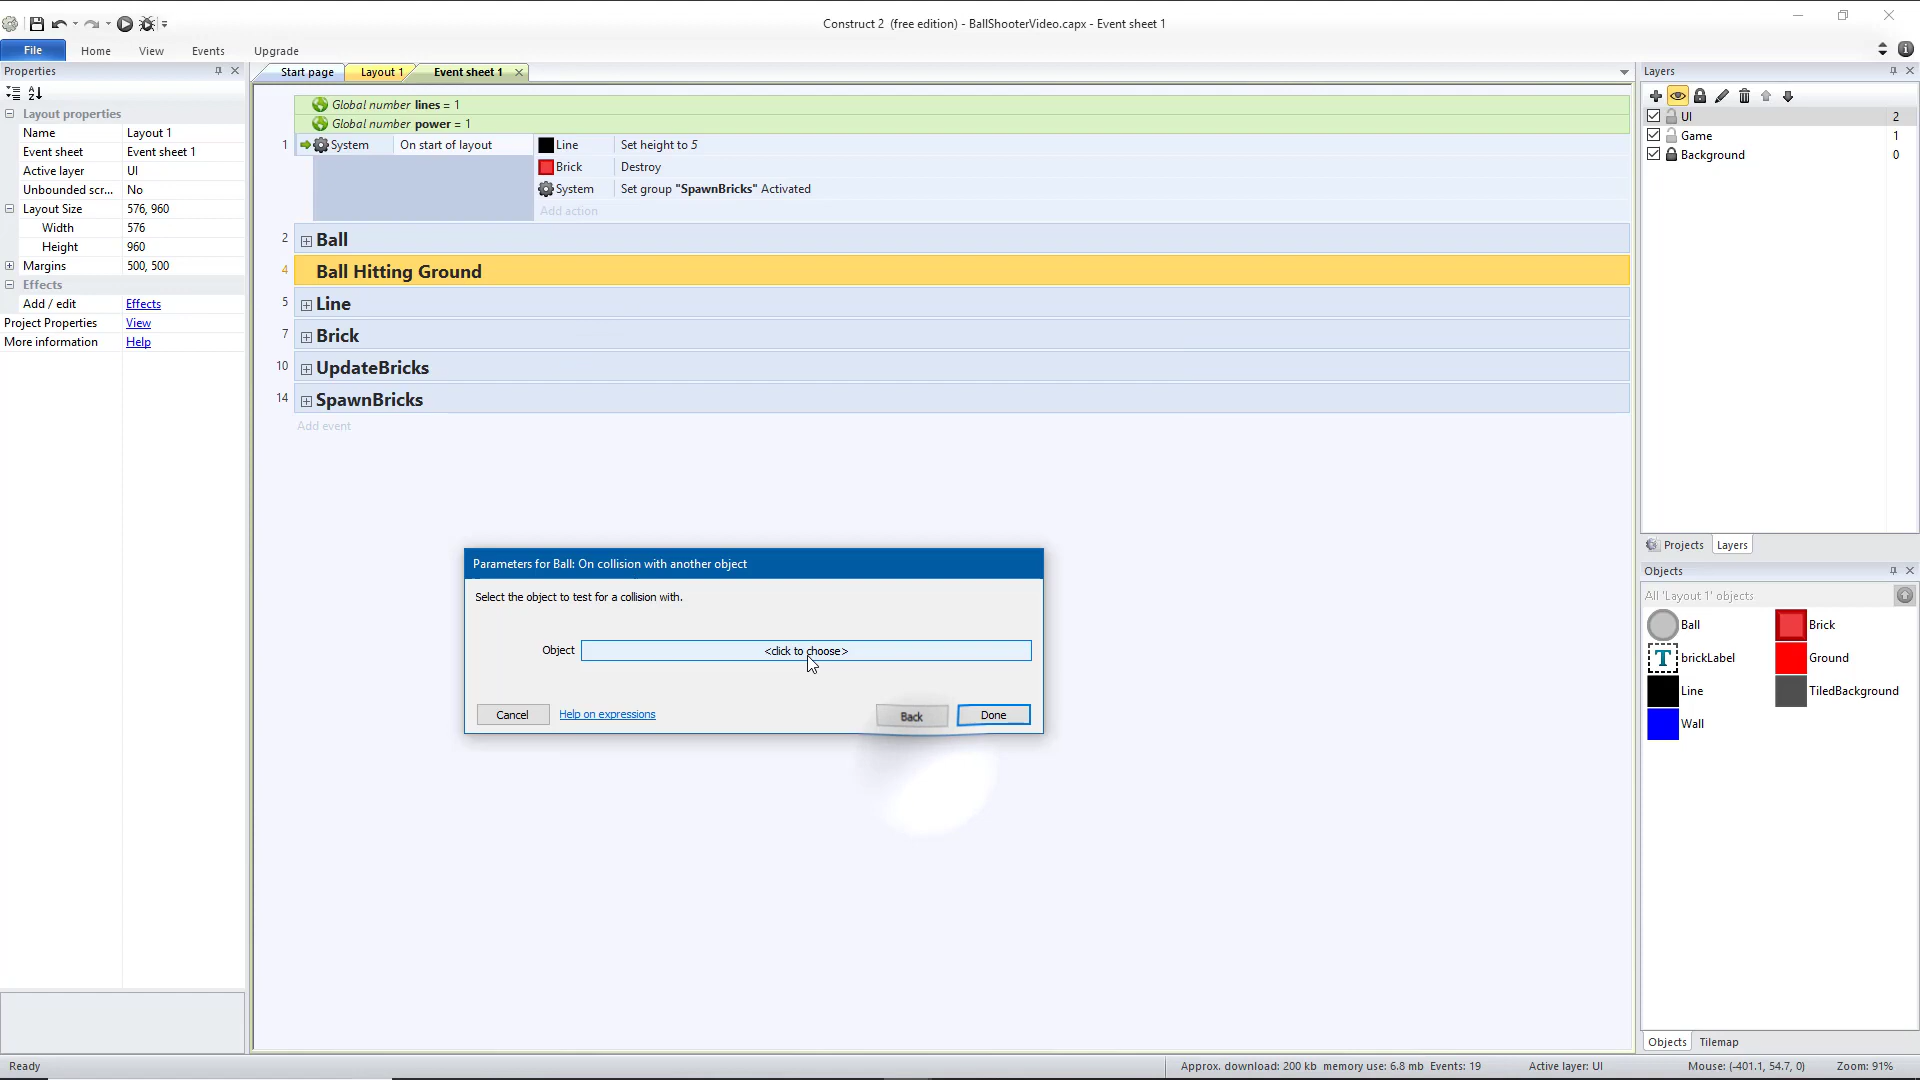 Construct 2 (free edition) - BallShooterVideo.capx - Event sheet 1
File Home View Events Upgrade
Properties
Layout properties
Name Layout 1
Event sheet Event sheet 1
Active layer UI
Unbounded scr... No
Layout Size 576, 960
Width 576
Height 960
Margins 500, 500
Effects
Add / edit Effects
Project Properties View
More information Help
Start page Layout 1 Event sheet 1
Global number lines = 1
Global number power = 1
1 System On start of layout Line Set height to 5
Brick Destroy
System Set group "SpawnBricks" Activated
Add action
2 Ball
4 Ball Hitting Ground
5 Line
7 Brick
10 UpdateBricks
14 SpawnBricks
Add event
Parameters for Ball: On collision with another object
Select the object to test for a collision with.
Object <click to choose>
Cancel Help on expressions Back Done
Layers
UI 2
Game 1
Background 0
Projects Layers
Objects
All 'Layout 1' objects
Ball Brick
T brickLabel Ground
Line TiledBackground
Wall
Objects Tilemap
Ready Approx. download: 200 kb memory use: 6.8 mb Events: 19 Active layer: UI Mouse: (-401.1, 54.7, 0) Zoom: 91%